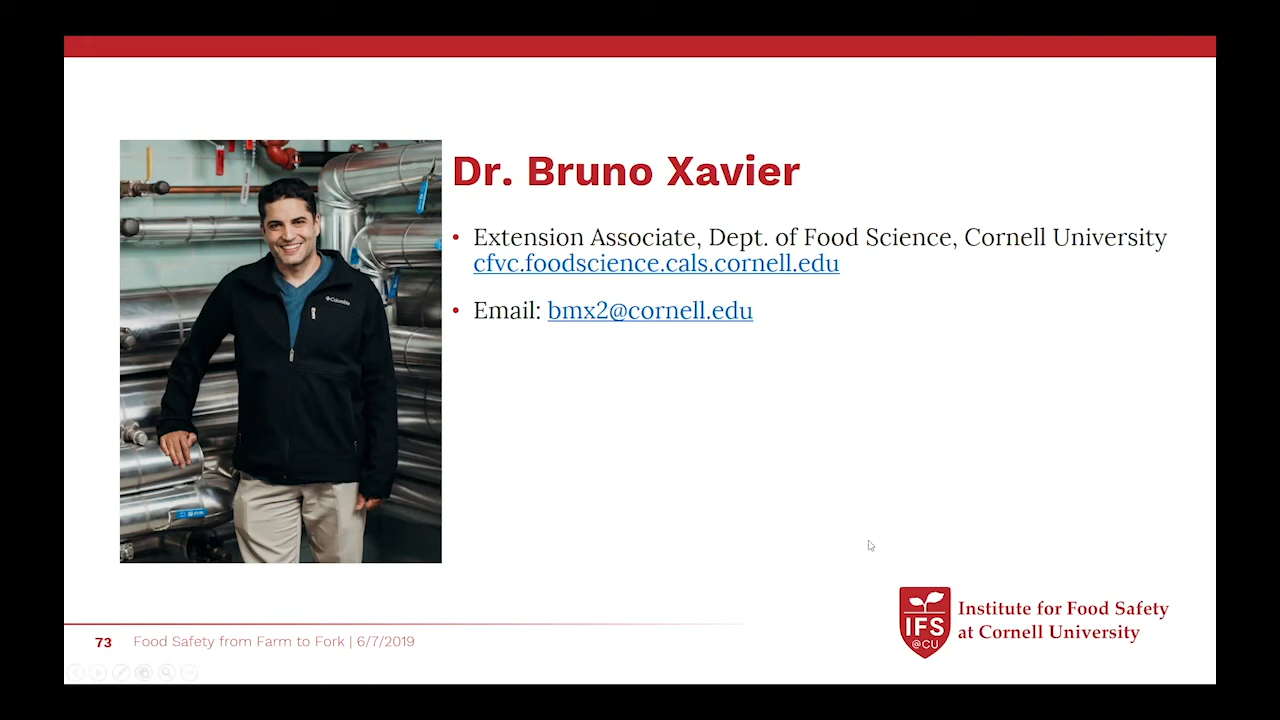 Dr. Bruno Xavier
• Extension Associate, Dept. of Food Science, Cornell University
cfvc.foodscience.cals.cornell.edu
• Email: bmx2@cornell.edu
Columbia
IFS
@CU
Institute for Food Safety
at Cornell University
73 Food Safety from Farm to Fork | 6/7/2019